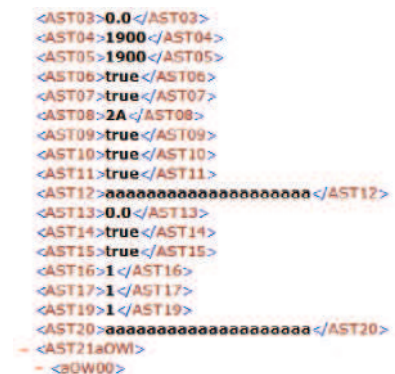 <AST03>0.0</AST03>
<AST04>1900</AST04>
<AST05>1900</AST05>
<AST06>true</AST06>
<AST07>true</AST07>
<AST08>2A</AST08>
<AST09>true</AST09>
<AST10>true</AST10>
<AST11>true</AST11>
<AST12>aaaaaaaaaaaaaaaaaaaa</AST12>
<AST13>0.0</AST13>
<AST14>true</AST14>
<AST15>true</AST15>
<AST16>1</AST16>
<AST17>1</AST17>
<AST19>1</AST19>
<AST20>aaaaaaaaaaaaaaaaaaaa</AST20>
- <AST21aOWI>
- <aOW00>